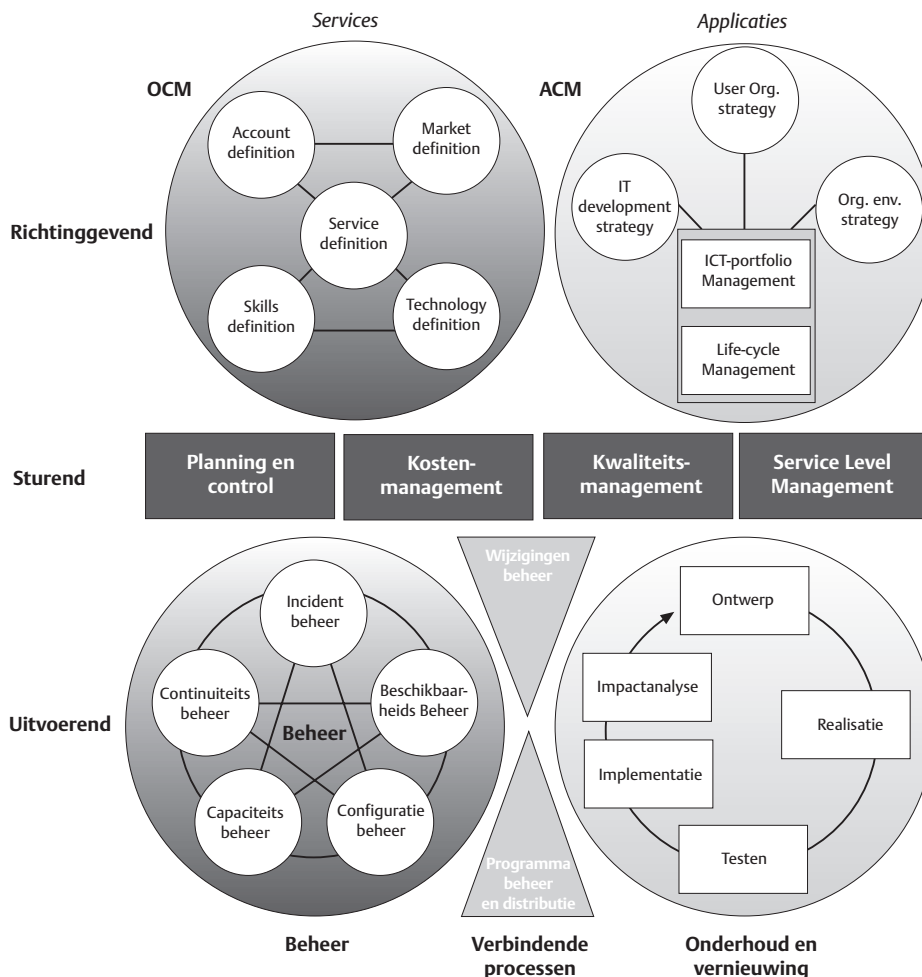 Services
Applicaties
OCM
ACM
Account
definition
Market
definition
Service
definition
Skills
definition
Technology
definition
User Org.
strategy
IT
development
strategy
Org. env.
strategy
ICT-portfolio
Management
Life-cycle
Management
Richtinggevend
Sturend
Planning en
control
Kosten-
management
Kwaliteits-
management
Service Level
Management
Uitvoerend
Incident
beheer
Continuiteits
beheer
Beschikbaar-
heids Beheer
Beheer
Capaciteits
beheer
Configuratie
beheer
Wijzigingen
beheer
Programma
beheer
en distributie
Ontwerp
Impactanalyse
Realisatie
Implementatie
Testen
Beheer
Verbindende
processen
Onderhoud en
vernieuwing